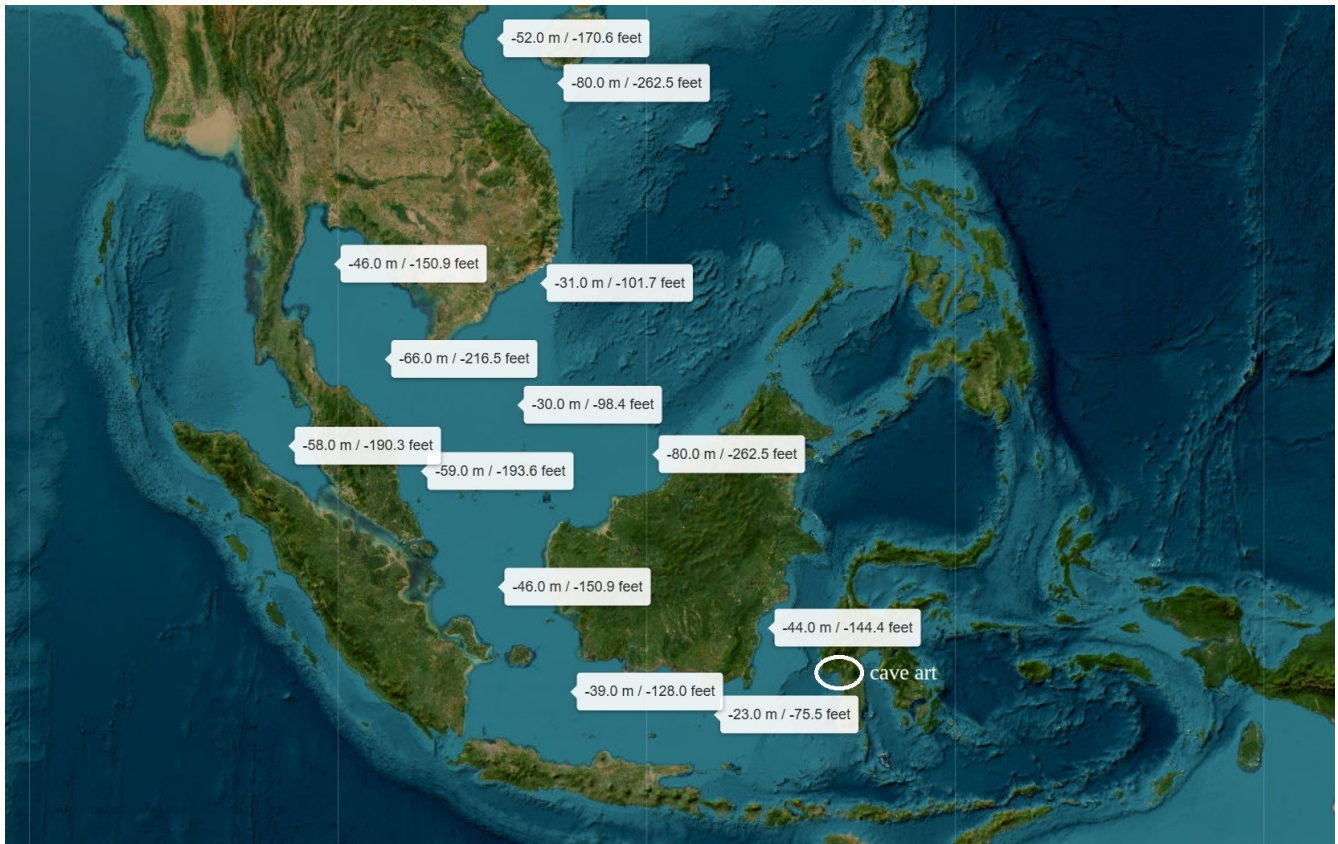 -52.0 m / -170.6 feet
-80.0 m / -262.5 feet
-46.0 m / -150.9 feet
-31.0 m / -101.7 feet
-66.0 m / -216.5 feet
-30.0 m / -98.4 feet
-58.0 m / -190.3 feet
-80.0 m / -262.5 feet
-59.0 m / -193.6 feet
-46.0 m / -150.9 feet
-44.0 m / -144.4 feet
cave art
-39.0 m / -128.0 feet
-23.0 m / -75.5 feet